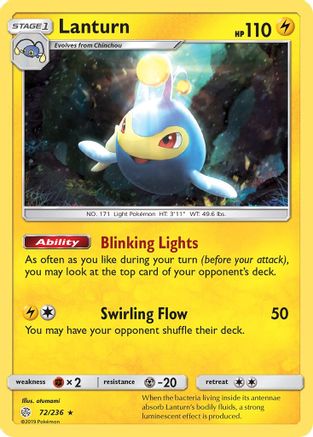 STAGE 1
Lanturn
HP 110
Evolves from Chinchou
NO. 171 Light Pokémon HT: 3'11" WT: 49.6 lbs.
Ability Blinking Lights
As often as you like during your turn (before your attack),
you may look at the top card of your opponent's deck.
Swirling Flow 50
You may have your opponent shuffle their deck.
weakness × 2 resistance -20 retreat
Illus. otumami
72/236 ★
©2019 Pokémon
When the bacteria living inside its antennae
absorb Lanturn's bodily fluids, a strong
luminescent effect is produced.